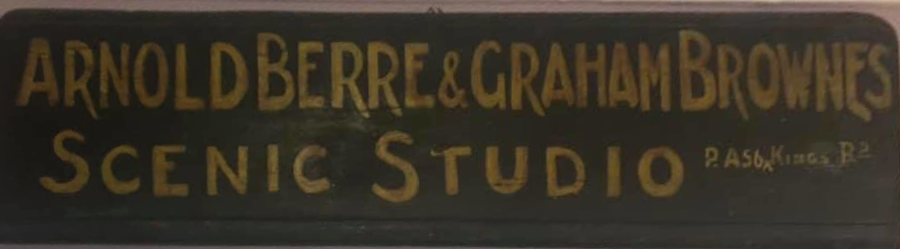 ARNOLD BERRE & GRAHAM BROWNES
SCENIC STUDIO KINGS RD